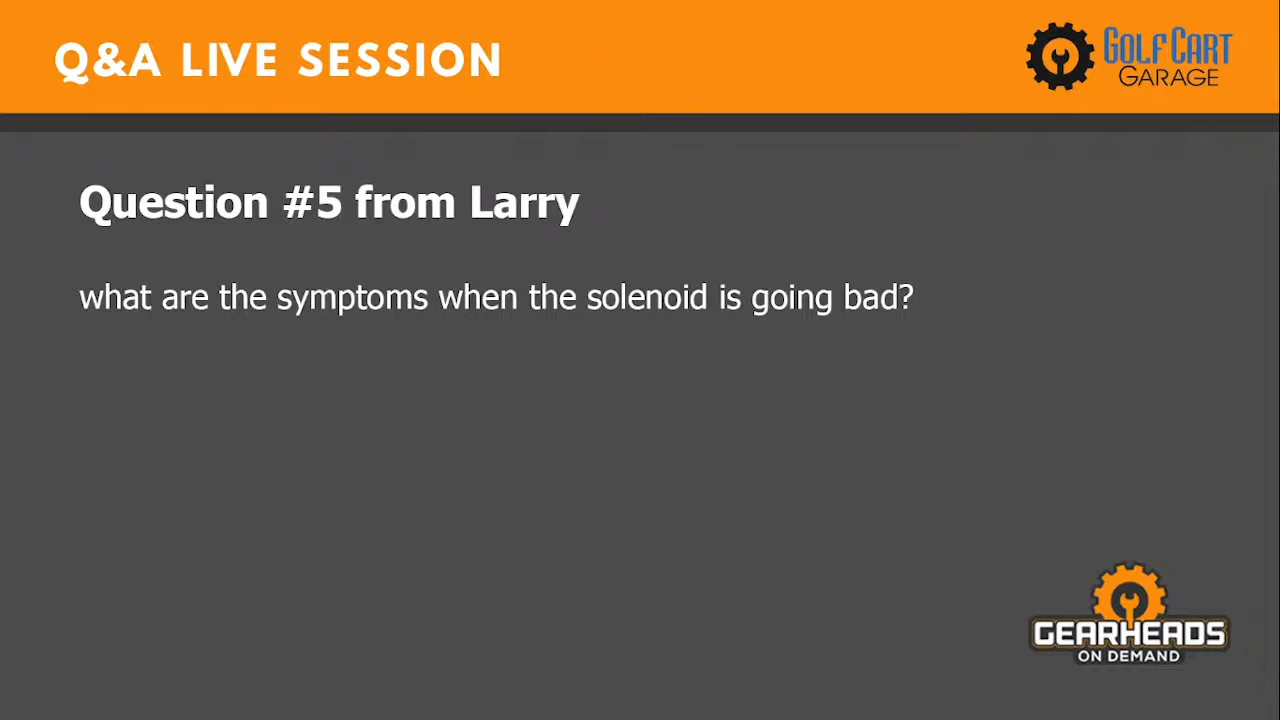 Q&A LIVE SESSION
GOLF CART
GARAGE
Question #5 from Larry
what are the symptoms when the solenoid is going bad?
GEARHEADS
ON DEMAND